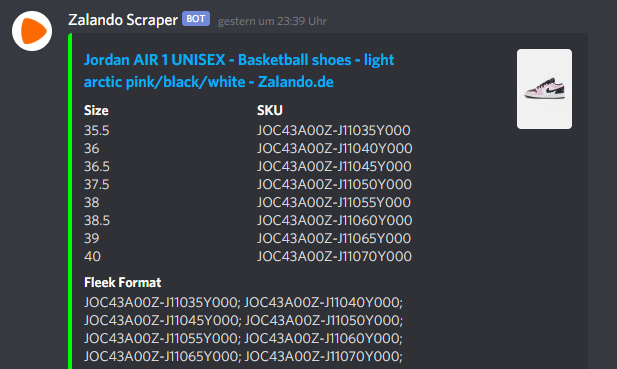 Zalando Scraper BOT gestern um 23:39 Uhr
Jordan AIR 1 UNISEX - Basketball shoes - light
arctic pink/black/white - Zalando.de
Size SKU
35.5 JOC43A00Z-J11035Y000
36 JOC43A00Z-J11040Y000
36.5 JOC43A00Z-J11045Y000
37.5 JOC43A00Z-J11050Y000
38 JOC43A00Z-J11055Y000
38.5 JOC43A00Z-J11060Y000
39 JOC43A00Z-J11065Y000
40 JOC43A00Z-J11070Y000
Fleek Format
JOC43A00Z-J11035Y000; JOC43A00Z-J11040Y000;
JOC43A00Z-J11045Y000; JOC43A00Z-J11050Y000;
JOC43A00Z-J11055Y000; JOC43A00Z-J11060Y000;
JOC43A00Z-J11065Y000; JOC43A00Z-J11070Y000;